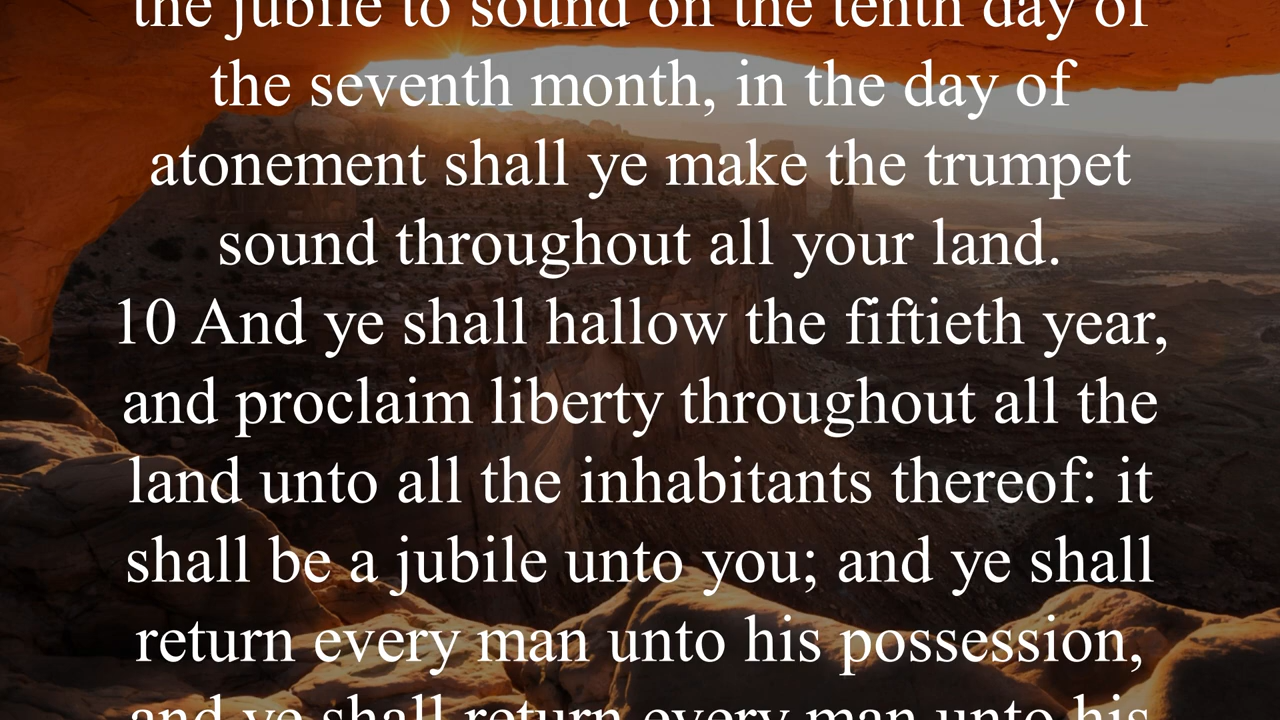 the jubile to sound on the tenth day of
the seventh month, in the day of
atonement shall ye make the trumpet
sound throughout all your land.
10 And ye shall hallow the fiftieth year,
and proclaim liberty throughout all the
land unto all the inhabitants thereof: it
shall be a jubile unto you; and ye shall
return every man unto his possession,
and ye shall return every man unto his